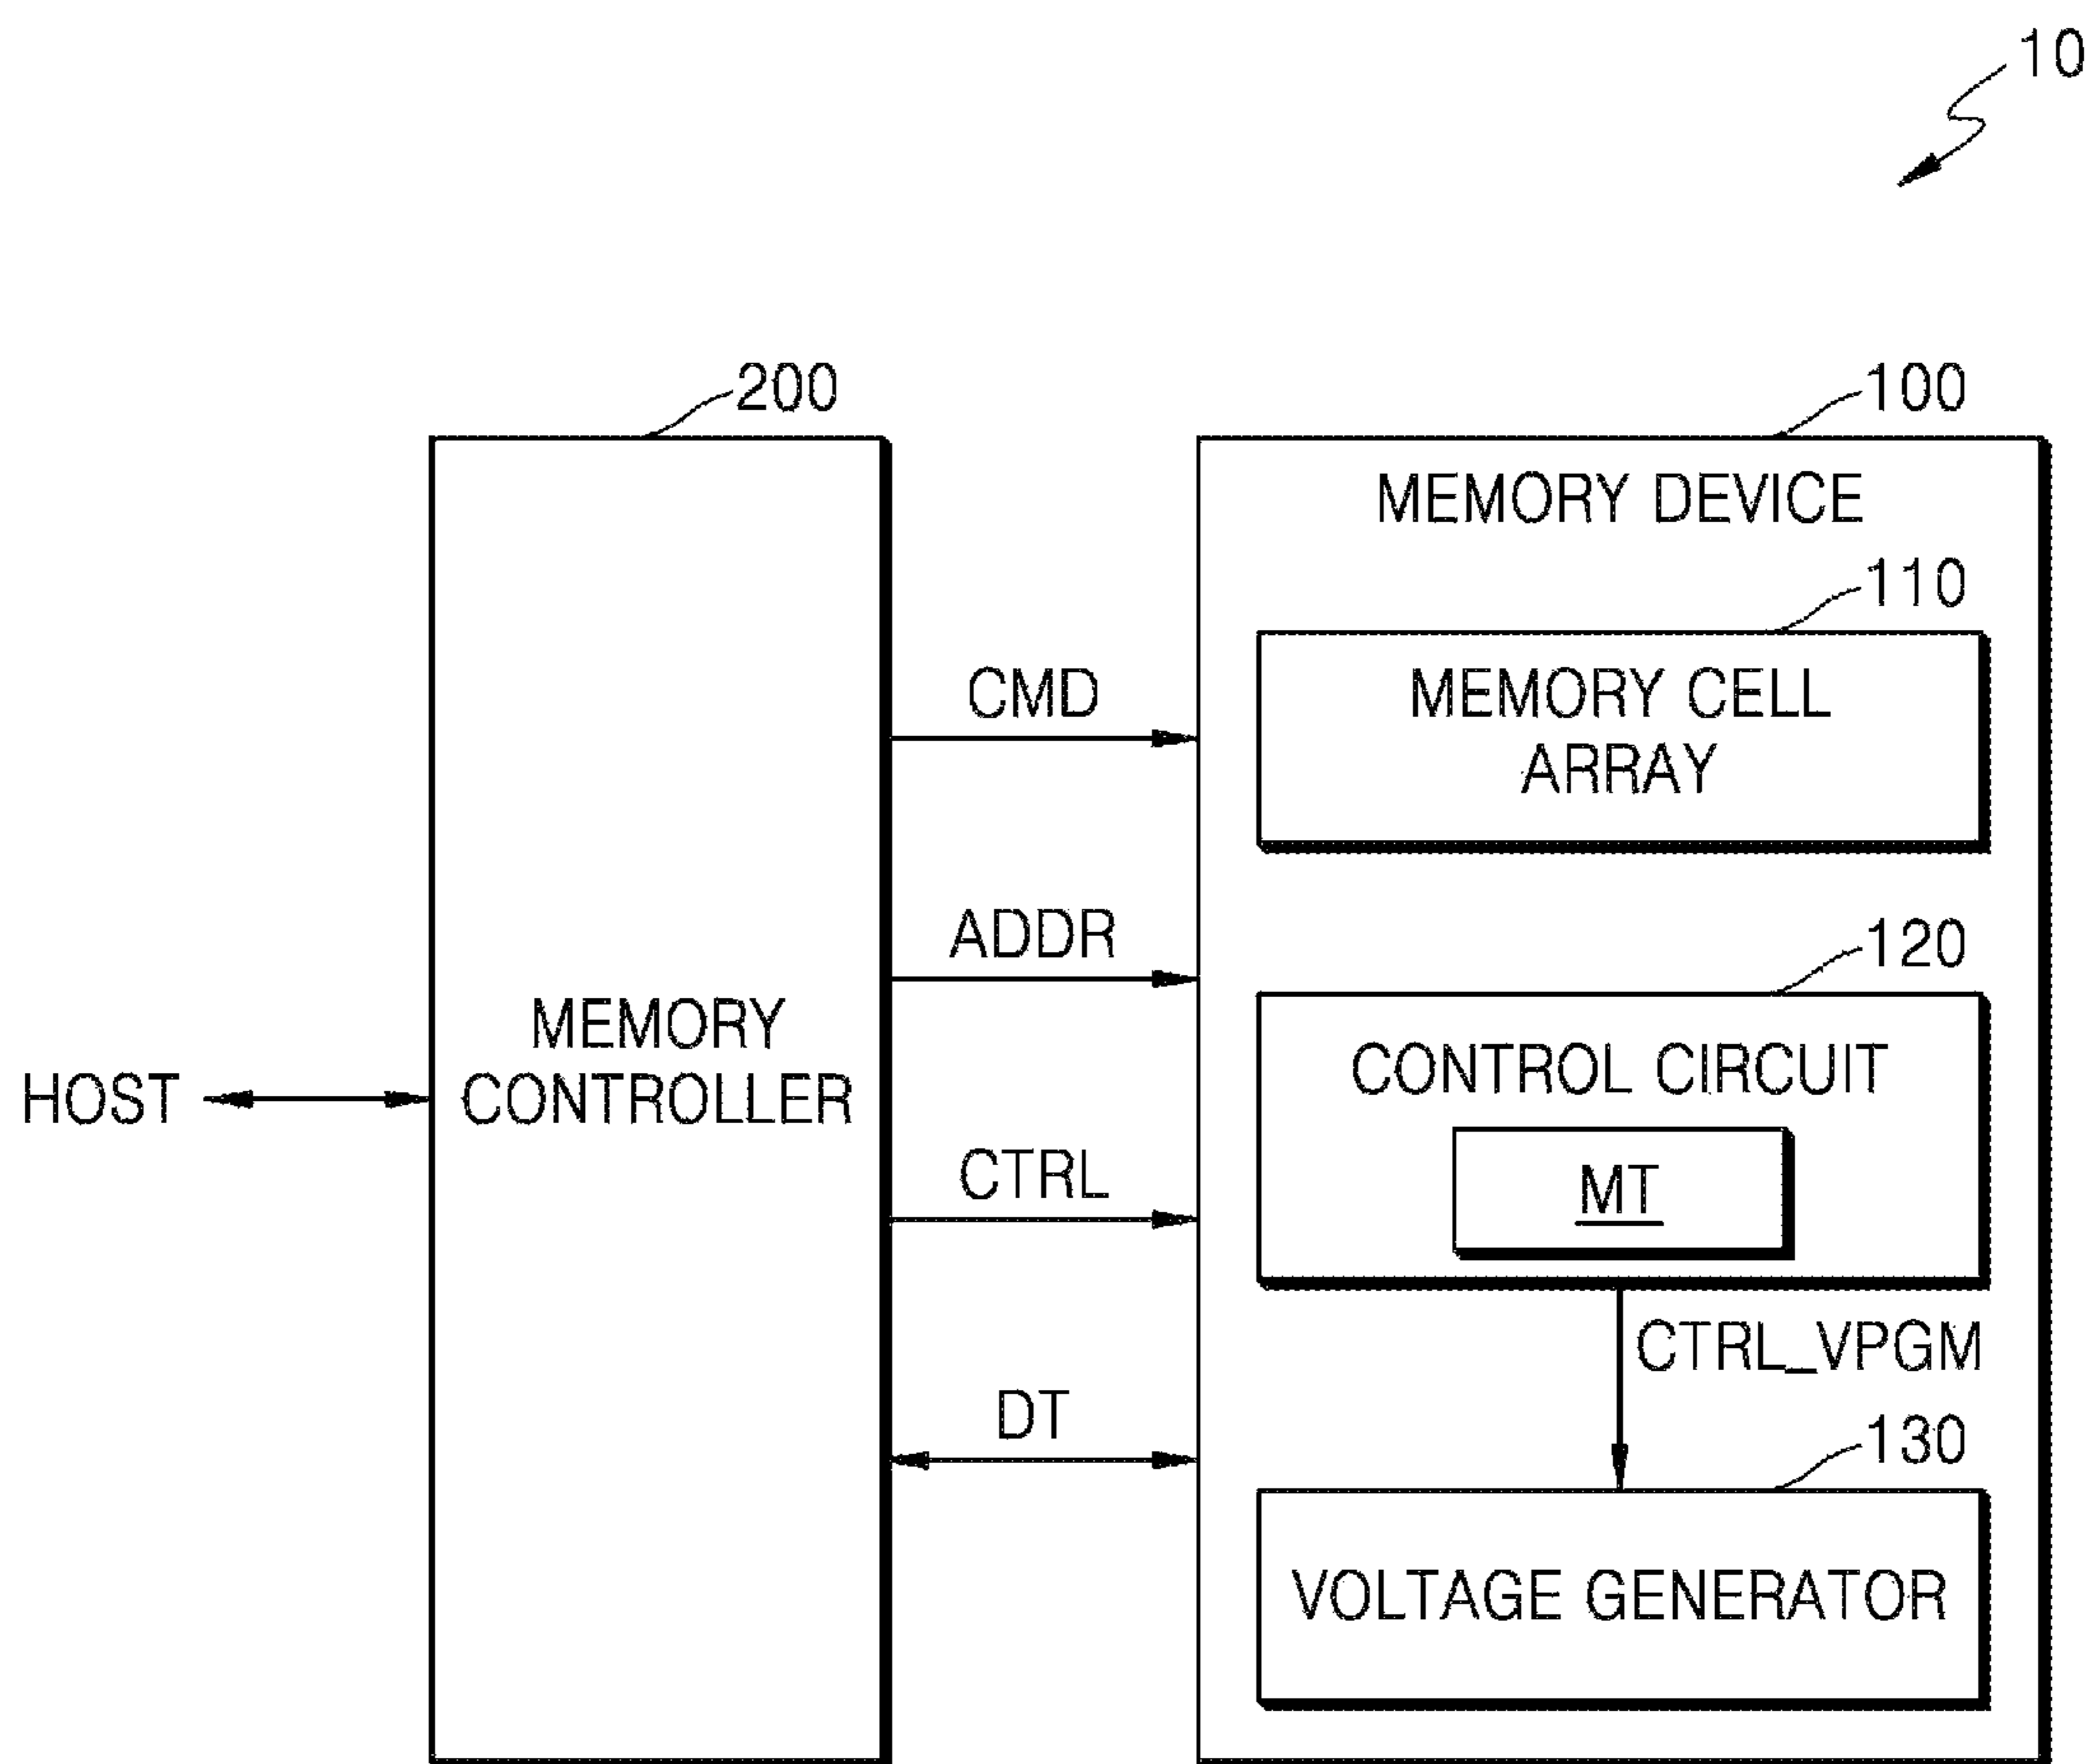 10
200
100
MEMORY DEVICE
110
MEMORY CELL
ARRAY
CMD
ADDR
120
MEMORY
CONTROLLER
HOST
CONTROL CIRCUIT
MT
CTRL
CTRL_VPGM
DT
130
VOLTAGE GENERATOR